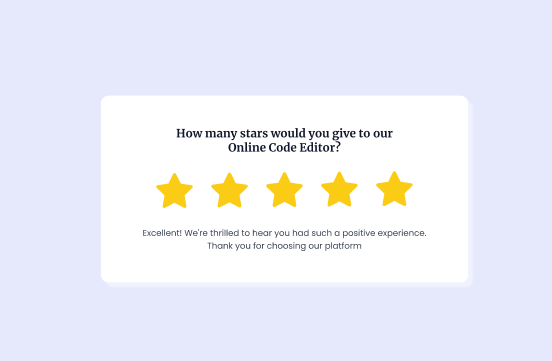 How many stars would you give to our
Online Code Editor?
Excellent! We're thrilled to hear you had such a positive experience.
Thank you for choosing our platform